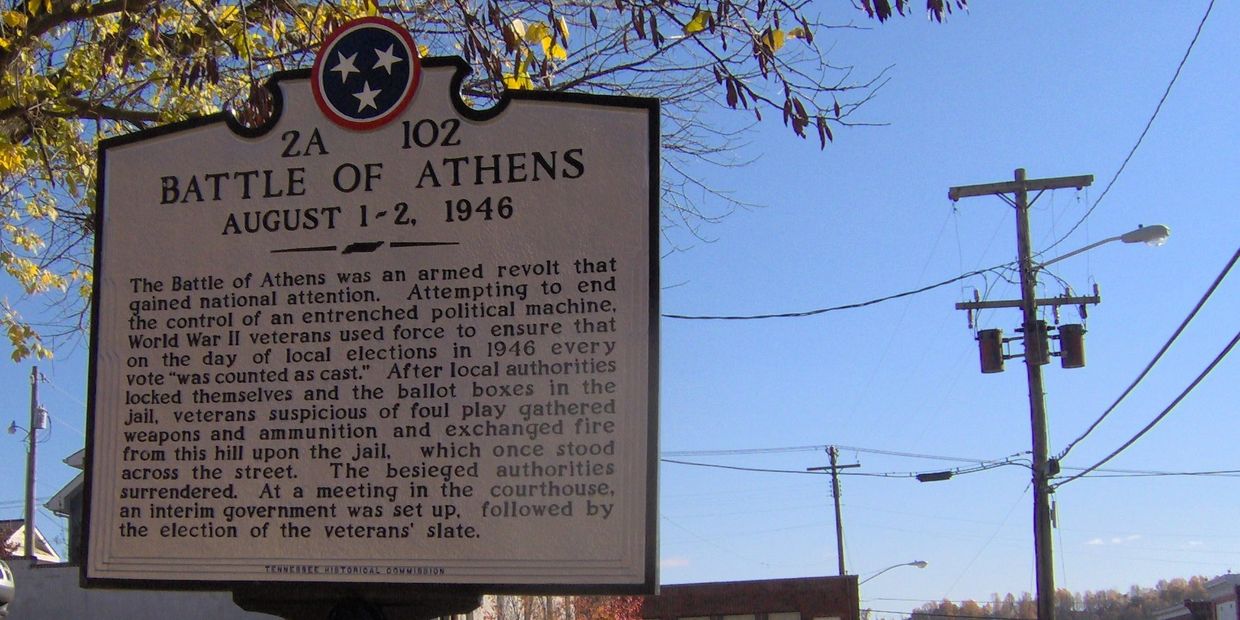 2A 102
BATTLE OF ATHENS
AUGUST 1-2, 1946
The Battle of Athens was an armed revolt that
gained national attention. Attempting to end
the control of an entrenched political machine,
World War II veterans used force to ensure that
on the day of local elections in 1946 every
vote "was counted as cast." After local authorities
locked themselves and the ballot boxes in the
jail, veterans suspicious of foul play gathered
weapons and ammunition and exchanged fire
from this hill upon the jail, which once stood
across the street. The besieged authorities
surrendered. At a meeting in the courthouse,
an interim government was set up, followed by
the election of the veterans' slate.
TENNESSEE HISTORICAL COMMISSION